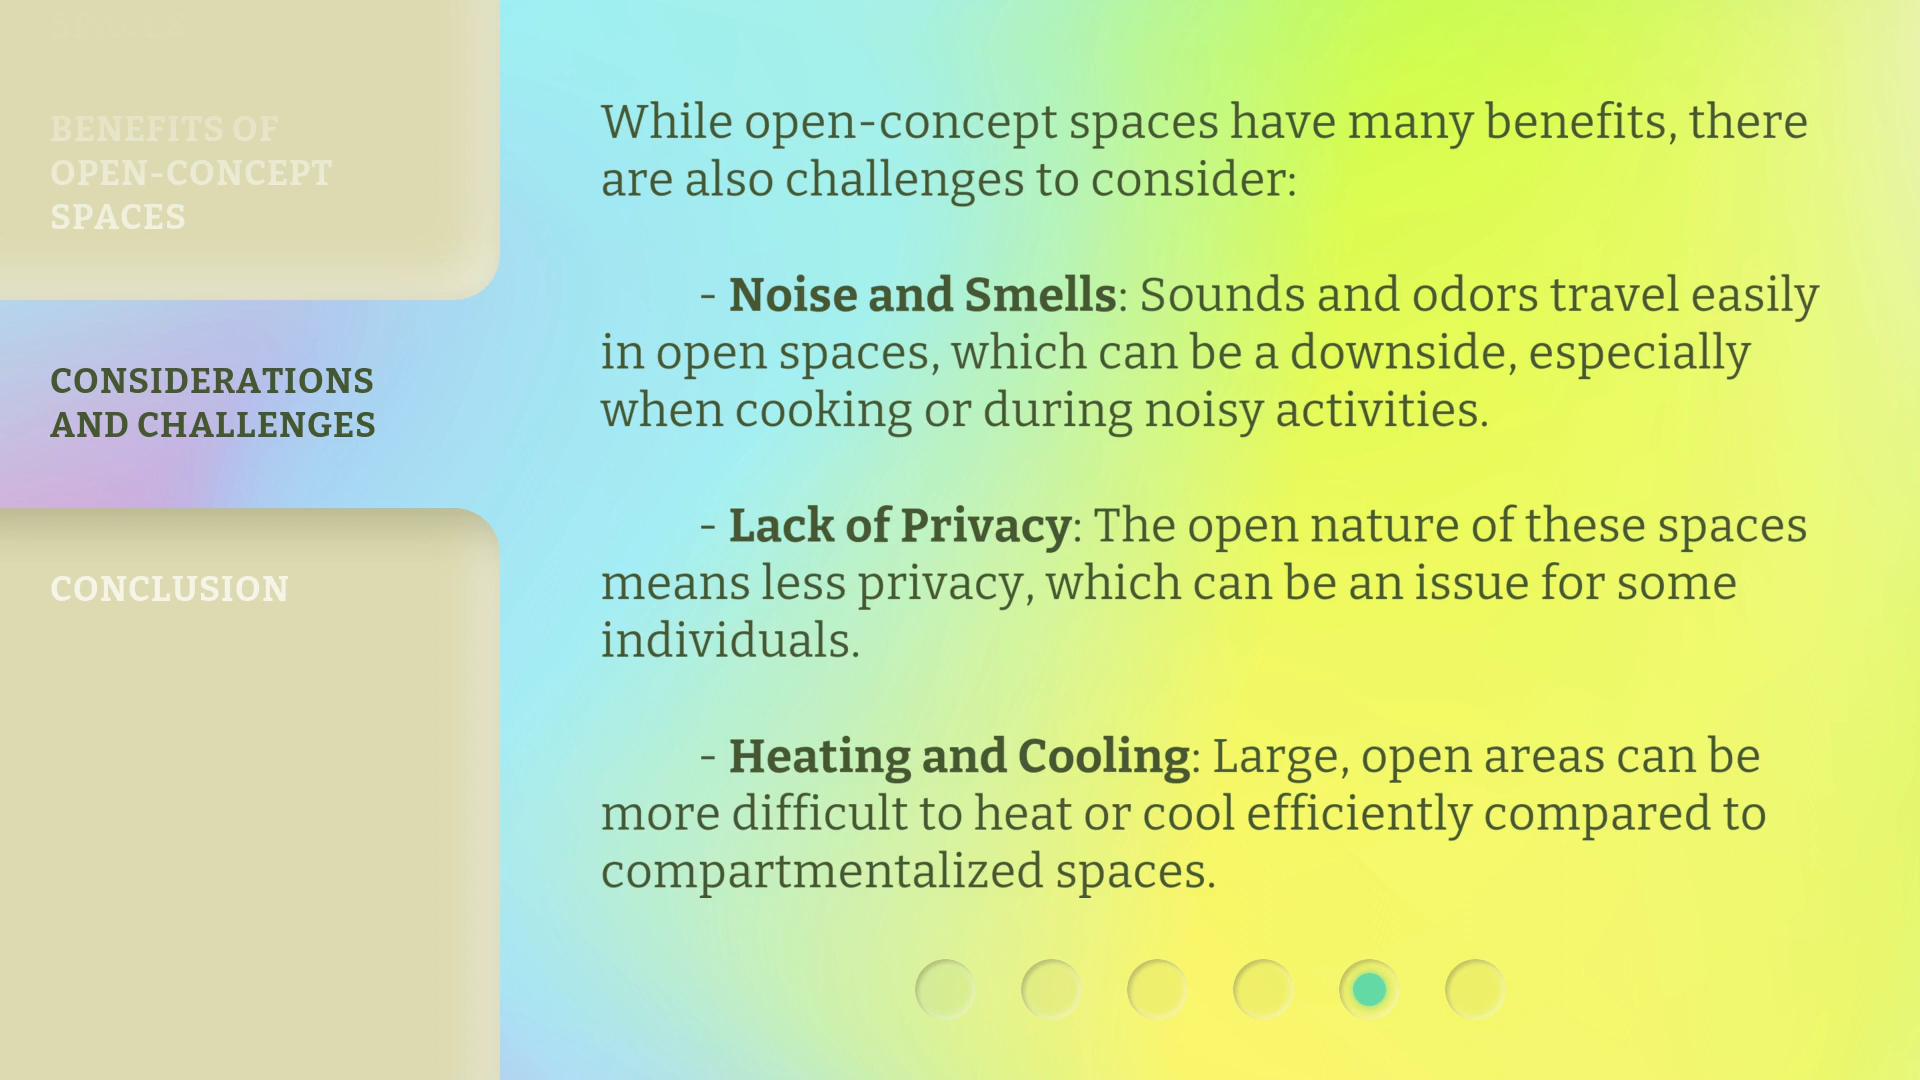 SPACES
BENEFITS OF
OPEN-CONCEPT
SPACES
CONSIDERATIONS
AND CHALLENGES
CONCLUSION
While open-concept spaces have many benefits, there
are also challenges to consider:
- Noise and Smells: Sounds and odors travel easily
in open spaces, which can be a downside, especially
when cooking or during noisy activities.
- Lack of Privacy: The open nature of these spaces
means less privacy, which can be an issue for some
individuals.
- Heating and Cooling: Large, open areas can be
more difficult to heat or cool efficiently compared to
compartmentalized spaces.